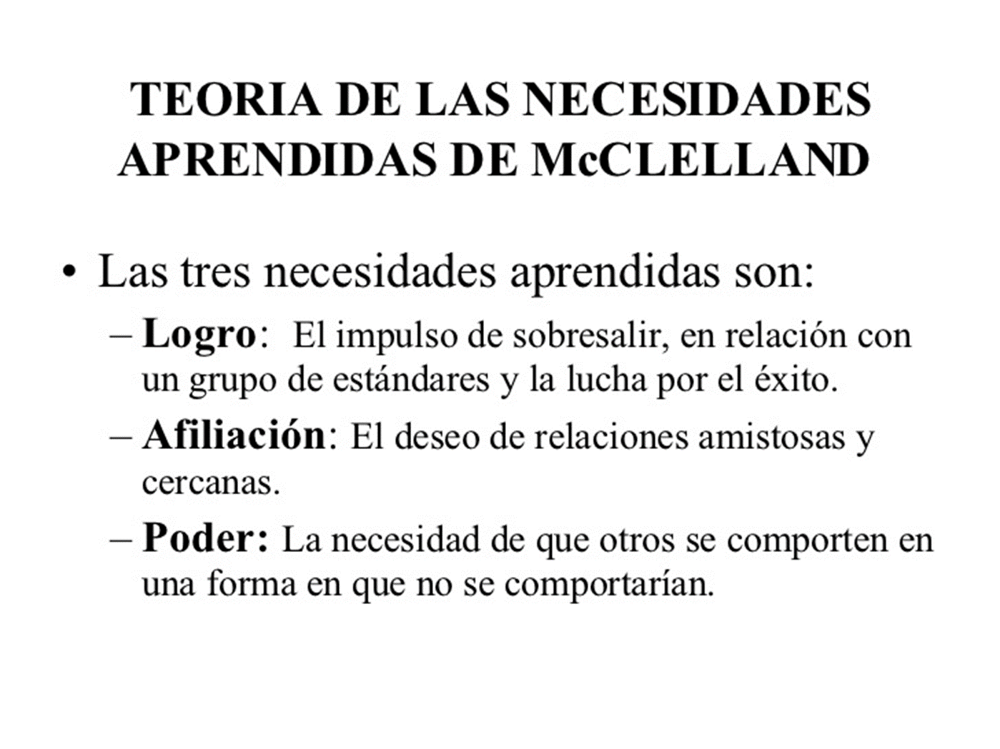 TEORIA DE LAS NECESIDADES
APRENDIDAS DE McCLELLAND
• Las tres necesidades aprendidas son:
– Logro: El impulso de sobresalir, en relación con
un grupo de estándares y la lucha por el éxito.
– Afiliación: El deseo de relaciones amistosas y
cercanas.
– Poder: La necesidad de que otros se comporten en
una forma en que no se comportarían.